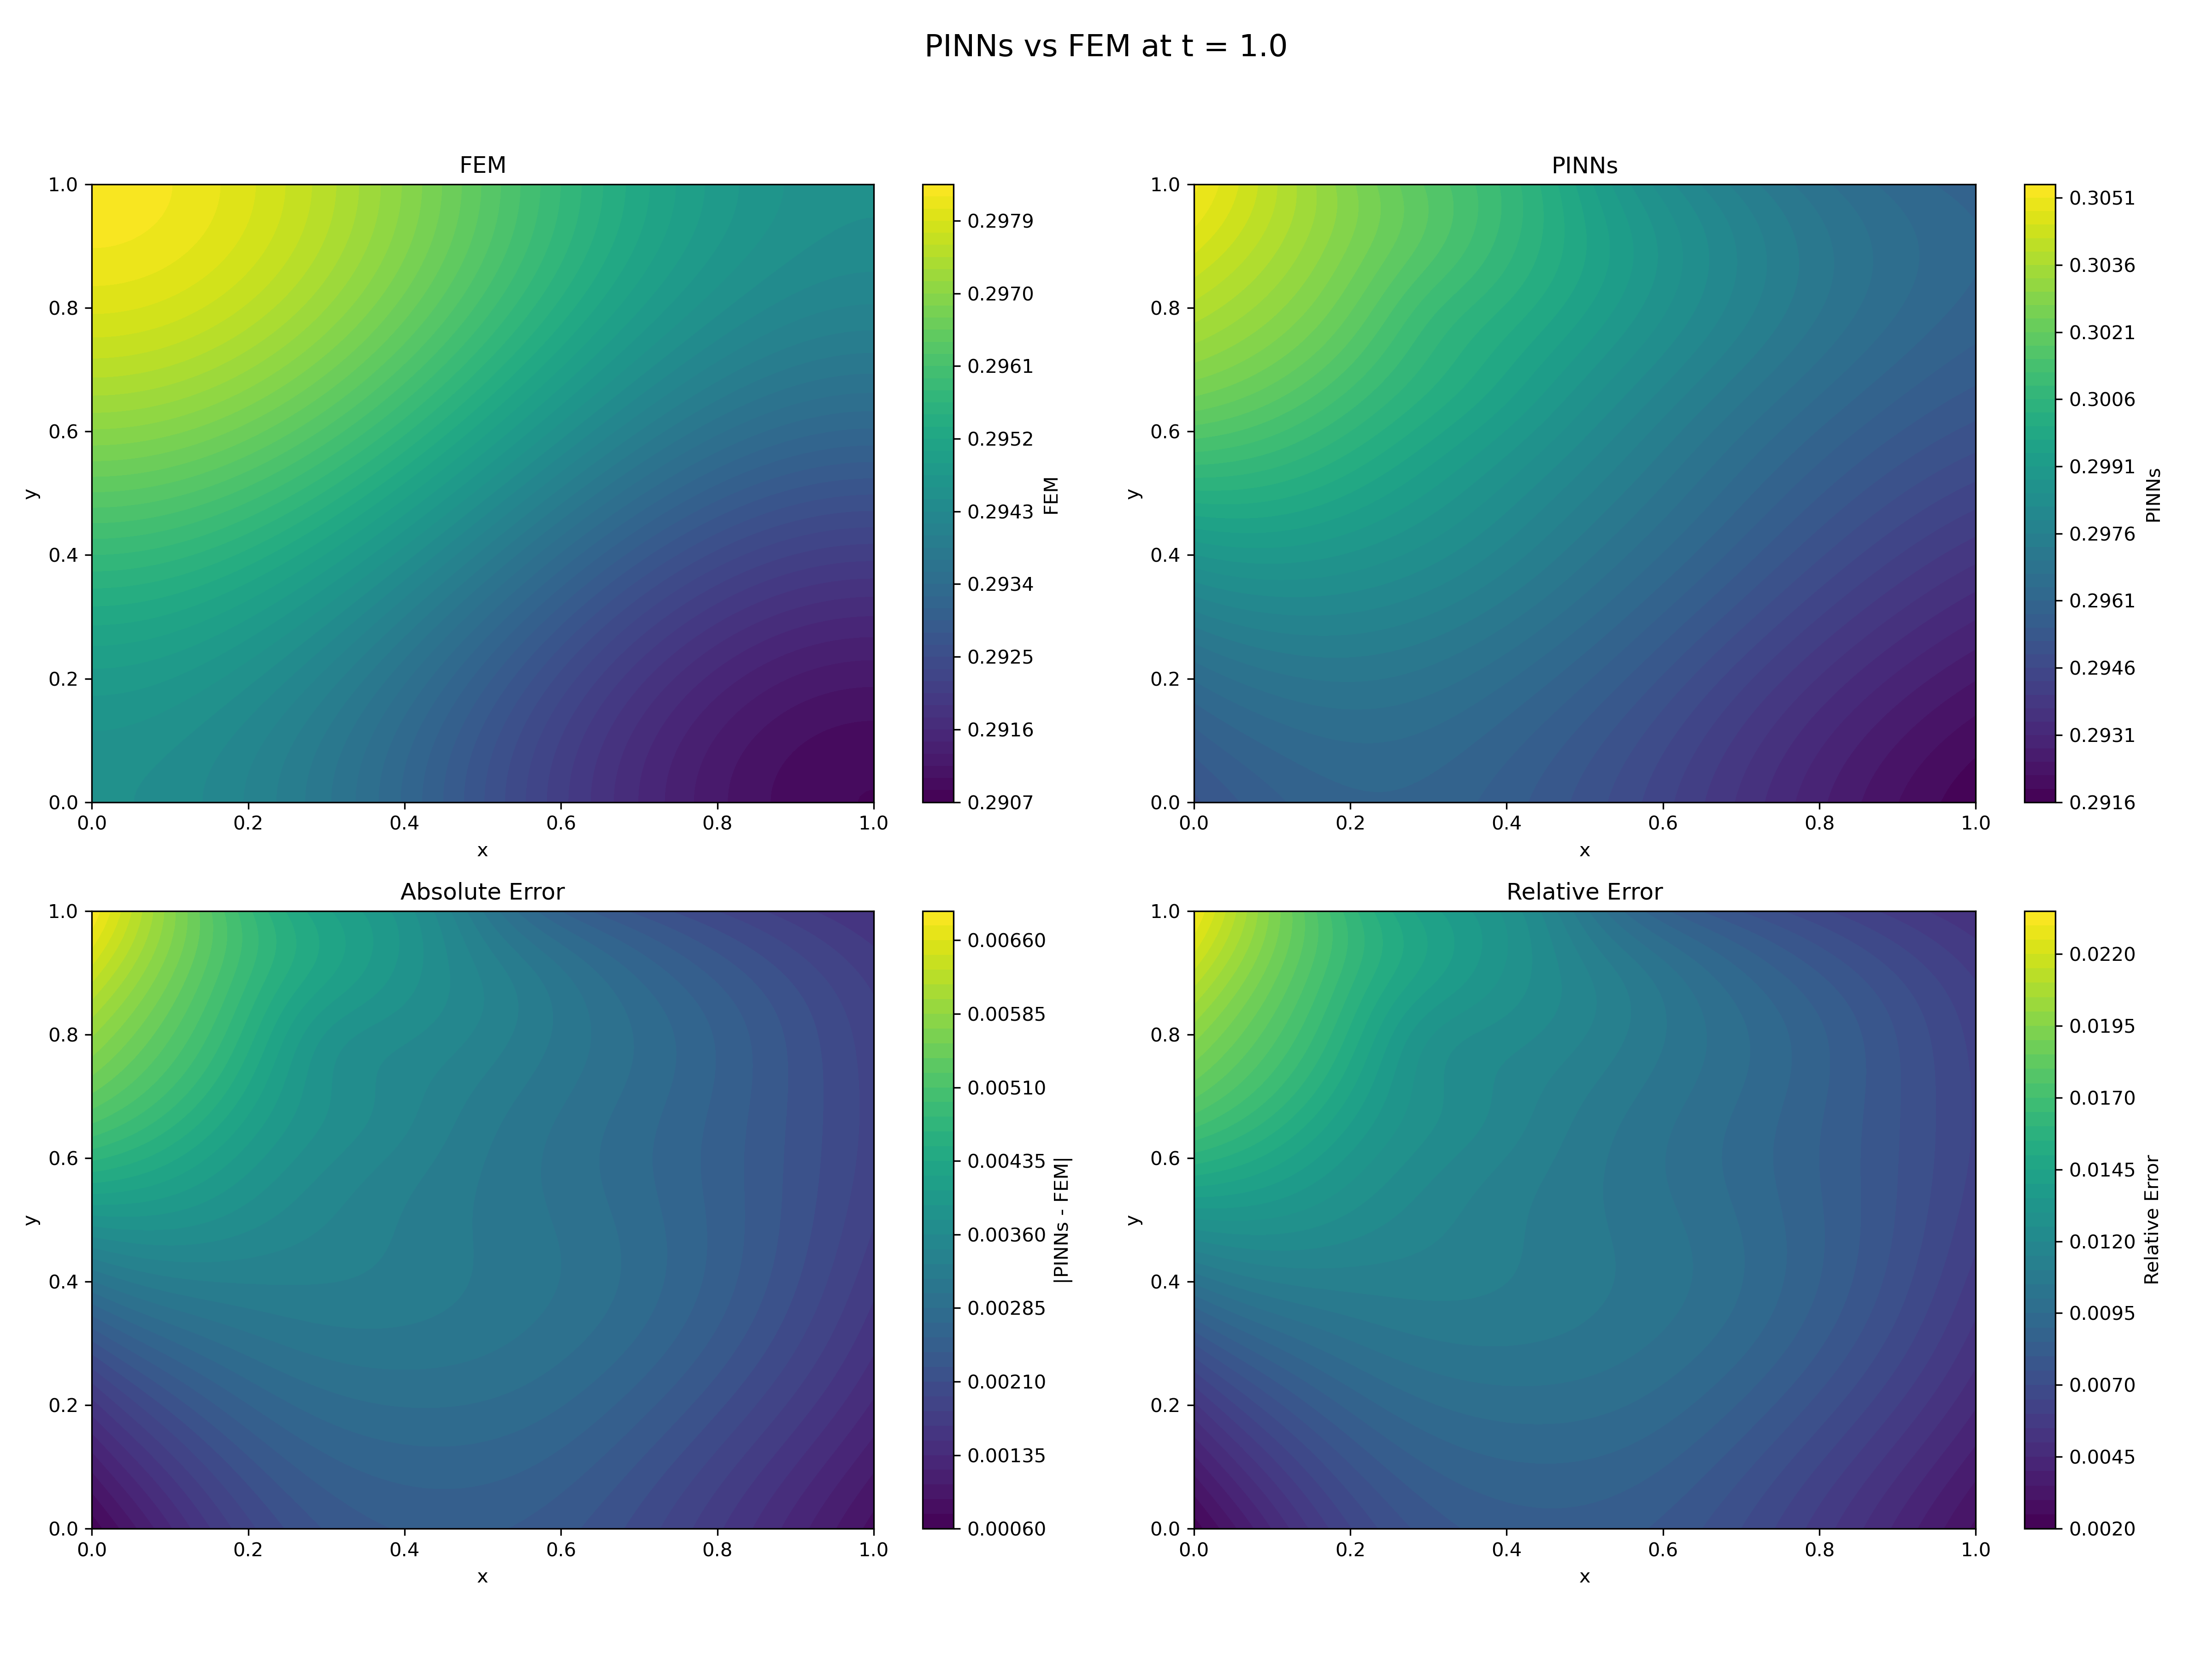 PINNs vs FEM at t = 1.0
FEM
1.0
0.8
0.6
0.4
0.2
0.0
y
0.0 0.2 0.4 0.6 0.8 1.0
x
0.2979
0.2970
0.2961
0.2952
0.2943
0.2934
0.2925
0.2916
0.2907
FEM
PINNs
1.0
0.8
0.6
0.4
0.2
0.0
y
0.0 0.2 0.4 0.6 0.8 1.0
x
0.3051
0.3036
0.3021
0.3006
0.2991
0.2976
0.2961
0.2946
0.2931
0.2916
PINNs
Absolute Error
1.0
0.8
0.6
0.4
0.2
0.0
y
0.0 0.2 0.4 0.6 0.8 1.0
x
0.00660
0.00585
0.00510
0.00435
0.00360
0.00285
0.00210
0.00135
0.00060
|PINNs - FEM|
Relative Error
1.0
0.8
0.6
0.4
0.2
0.0
y
0.0 0.2 0.4 0.6 0.8 1.0
x
0.0220
0.0195
0.0170
0.0145
0.0120
0.0095
0.0070
0.0045
0.0020
Relative Error